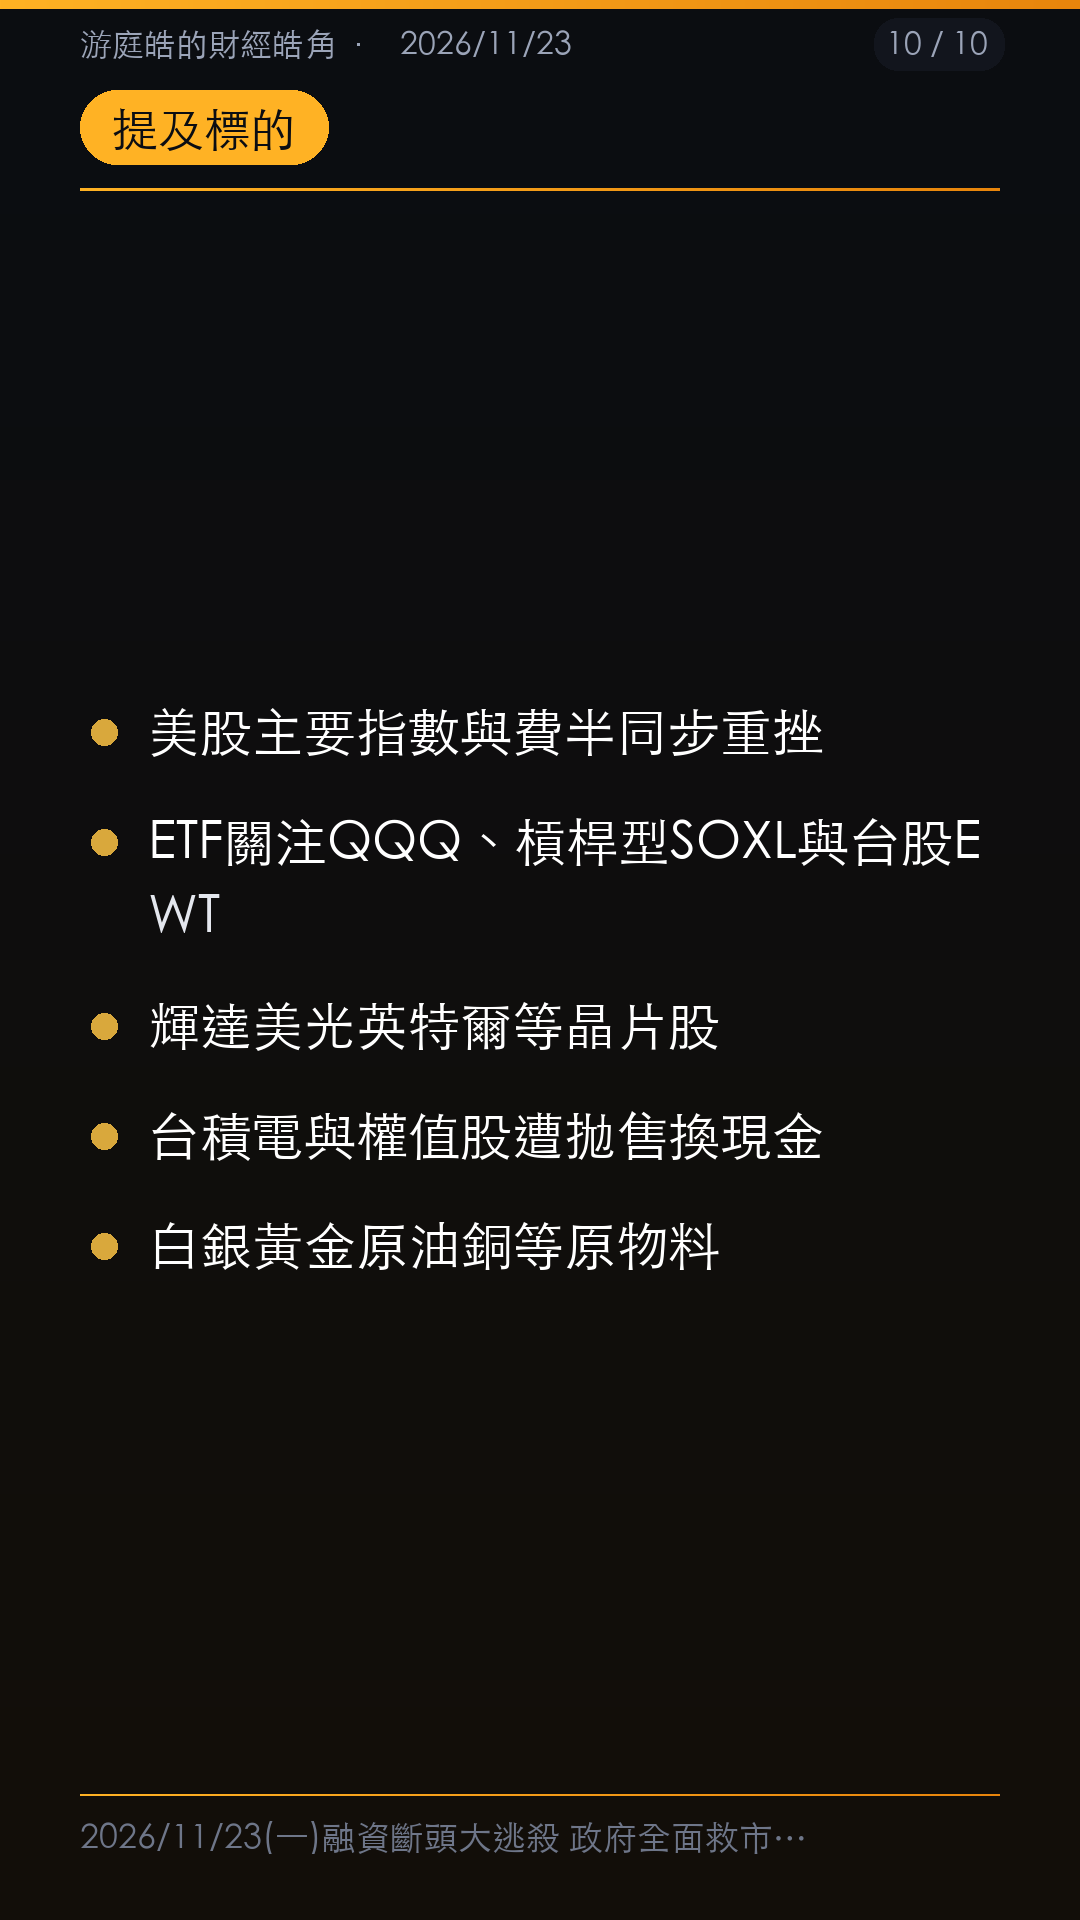 游庭皓的財經皓角 · 2026/11/23
10 / 10
提及標的
美股主要指數與費半同步重挫
ETF關注QQQ、槓桿型SOXL與台股E
WT
輝達美光英特爾等晶片股
台積電與權值股遭拋售換現金
白銀黃金原油銅等原物料
2026/11/23(一)融資斷頭大逃殺 政府全面救市⋯